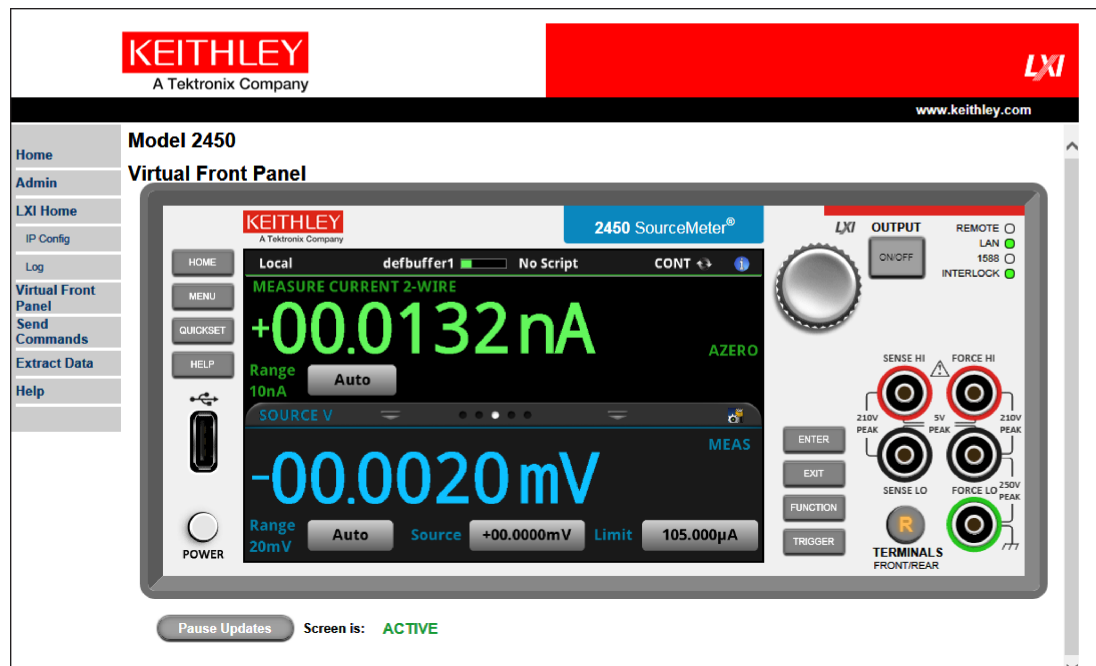 KEITHLEY
A Tektronix Company
LXI
www.keithley.com
Home
Admin
LXI Home
IP Config
Log
Virtual Front
Panel
Send
Commands
Extract Data
Help
Model 2450
Virtual Front Panel
KEITHLEY
A Tektronix Company
2450 SourceMeter®
LXI
OUTPUT
ON/OFF
REMOTE
LAN
1588
INTERLOCK
HOME
MENU
QUICKSET
HELP
POWER
Local defbuffer1 No Script CONT
MEASURE CURRENT 2-WIRE
+00.0132 nA
AZERO
Range
10nA
Auto
SOURCE V
MEAS
-00.0020 mV
Range
20mV
Auto
Source +00.0000mV
Limit 105.000µA
ENTER
EXIT
FUNCTION
TRIGGER
SENSE HI
FORCE HI
210V
PEAK
5V
PEAK
210V
PEAK
SENSE LO
FORCE LO
250V
PEAK
R
TERMINALS
FRONT/REAR
Pause Updates
Screen is: ACTIVE